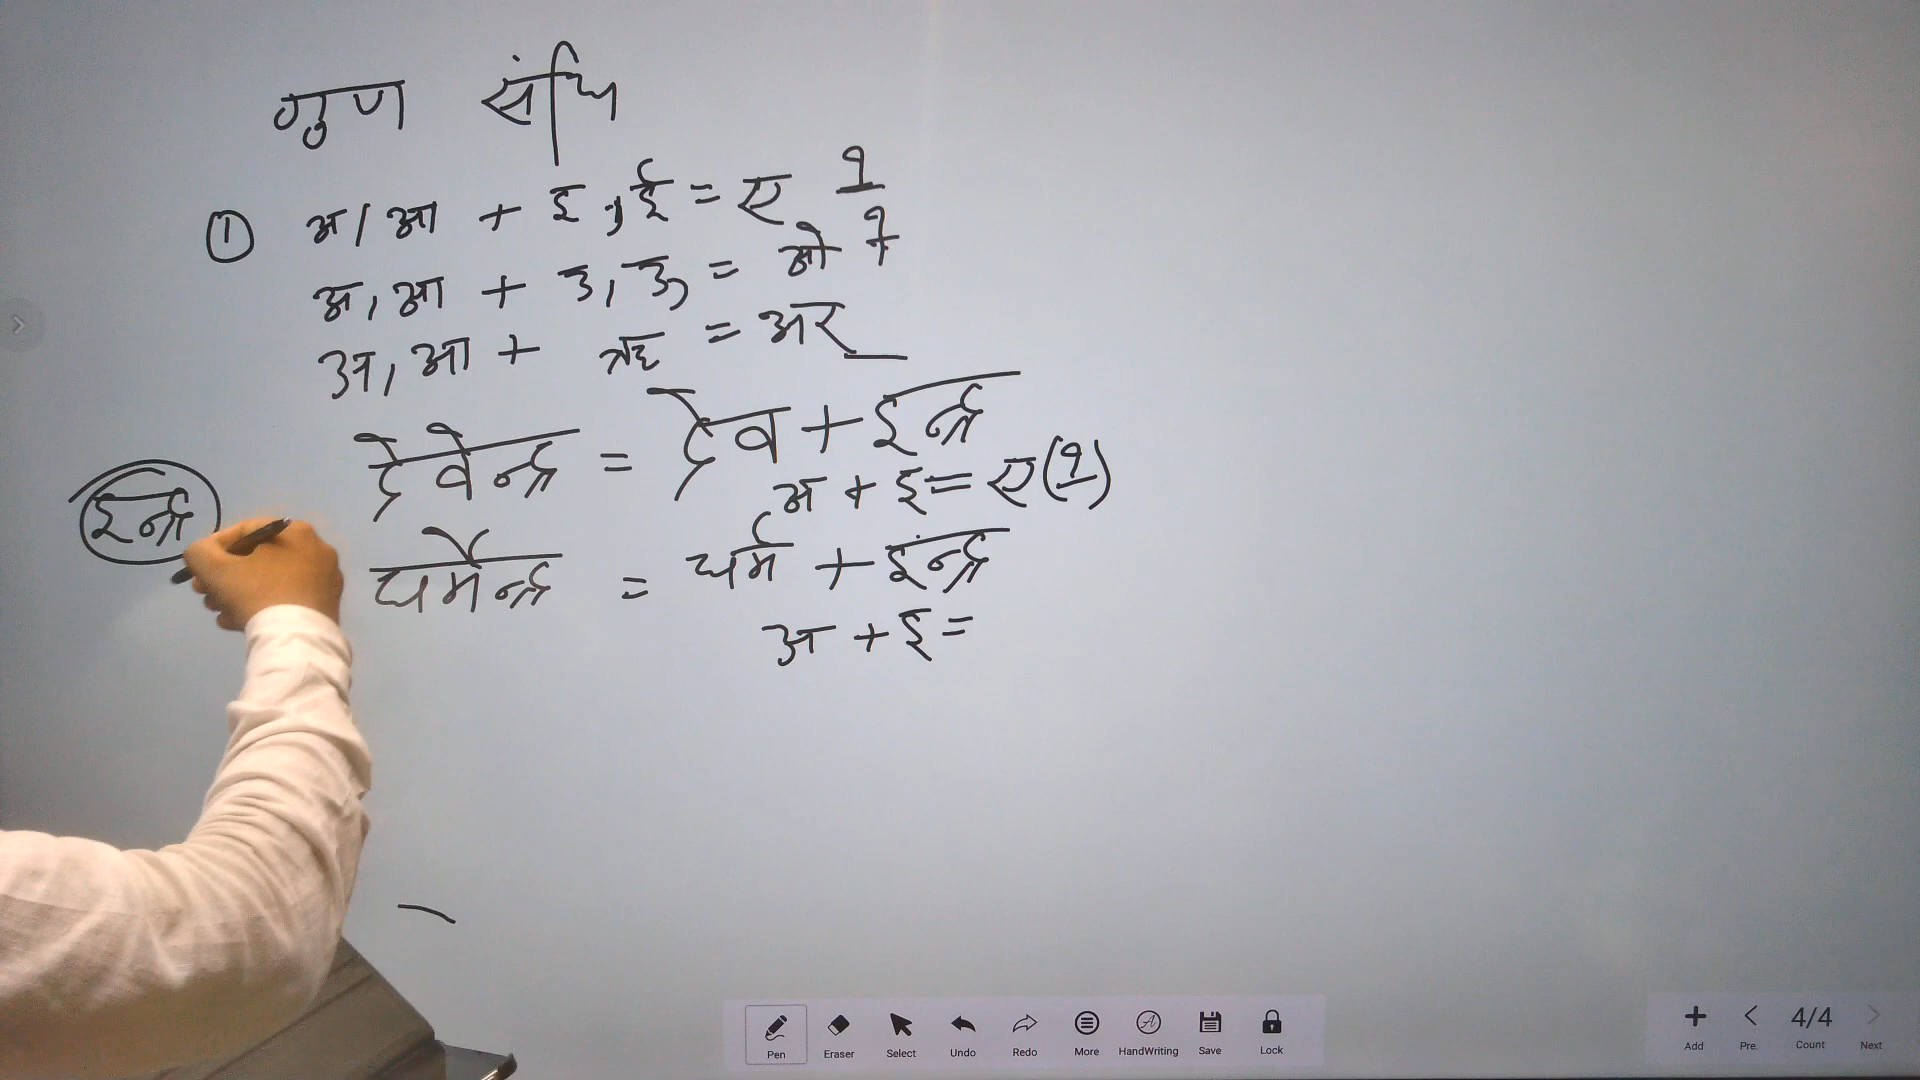 गुण संधि
① अ/आ + इ,ई = ए े
अ,आ + उ,ऊ = ओ ो
अ,आ + ऋ = अर
देवेन्द्र = देव + इन्द्र
अ + इ = ए (े)
इन्द्र
धर्मेन्द्र = धर्म + इन्द्र
अ + इ =
Pen Eraser Select Undo Redo More HandWriting Save Lock
+ < 4/4 >
Add Pre. Count Next